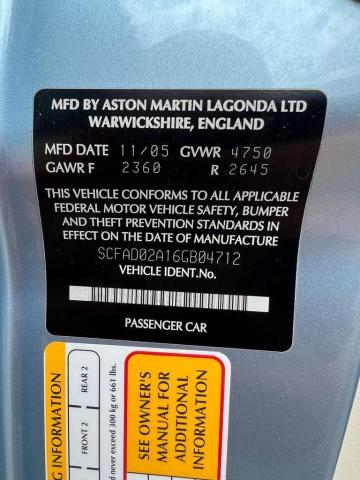 MFD BY ASTON MARTIN LAGONDA LTD
WARWICKSHIRE, ENGLAND
MFD DATE 11/05 GVWR 4750
GAWR F 2360 R 2645
THIS VEHICLE CONFORMS TO ALL APPLICABLE
FEDERAL MOTOR VEHICLE SAFETY, BUMPER
AND THEFT PREVENTION STANDARDS IN
EFFECT ON THE DATE OF MANUFACTURE
SCFAD02A16GB04712
VEHICLE IDENT.NO.
PASSENGER CAR
INFORMATION
FRONT 2
REAR 2
never exceed 300 kg or 661 lbs.
SEE OWNER'S
MANUAL FOR
ADDITIONAL
INFORMATION